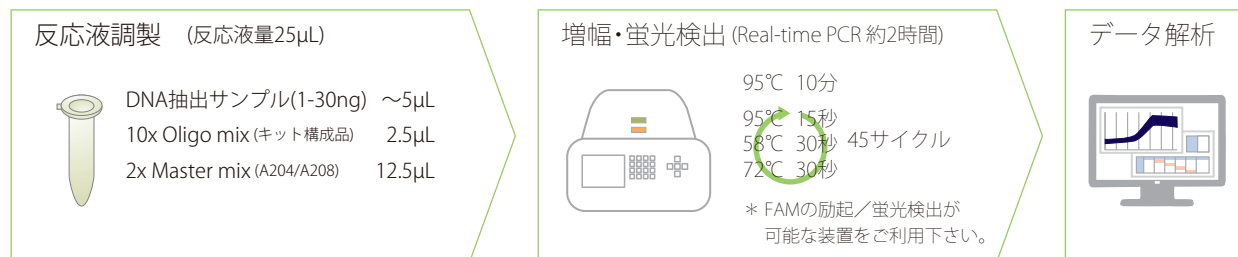 反応液調製 (反応液量25µL)
DNA抽出サンプル(1-30ng) ～5µL
10x Oligo mix (キット構成品) 2.5µL
2x Master mix (A204/A208) 12.5µL
増幅・蛍光検出 (Real-time PCR 約2時間)
95℃ 10分
95℃ 15秒
58℃ 30秒 45サイクル
72℃ 30秒
＊ FAMの励起／蛍光検出が
可能な装置をご利用下さい。
データ解析